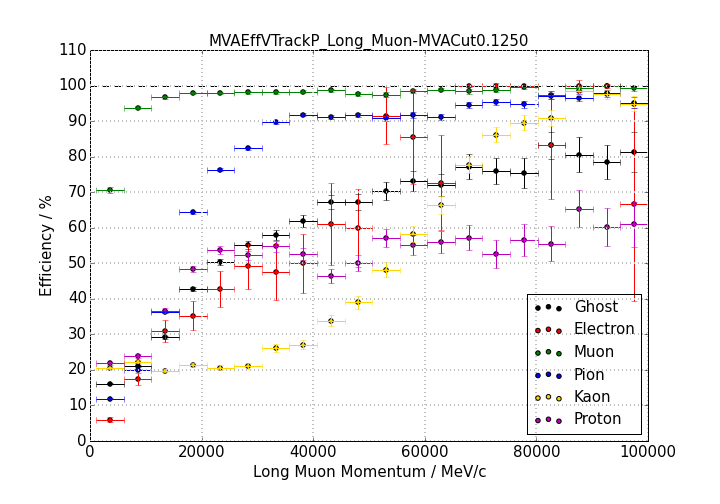 MVAEffVTrackP_Long_Muon-MVACut0.1250
110
100
90
80
70
60
50
40
30
20
10
0
Efficiency / %
Ghost
Electron
Muon
Pion
Kaon
Proton
0 20000 40000 60000 80000 100000
Long Muon Momentum / MeV/c